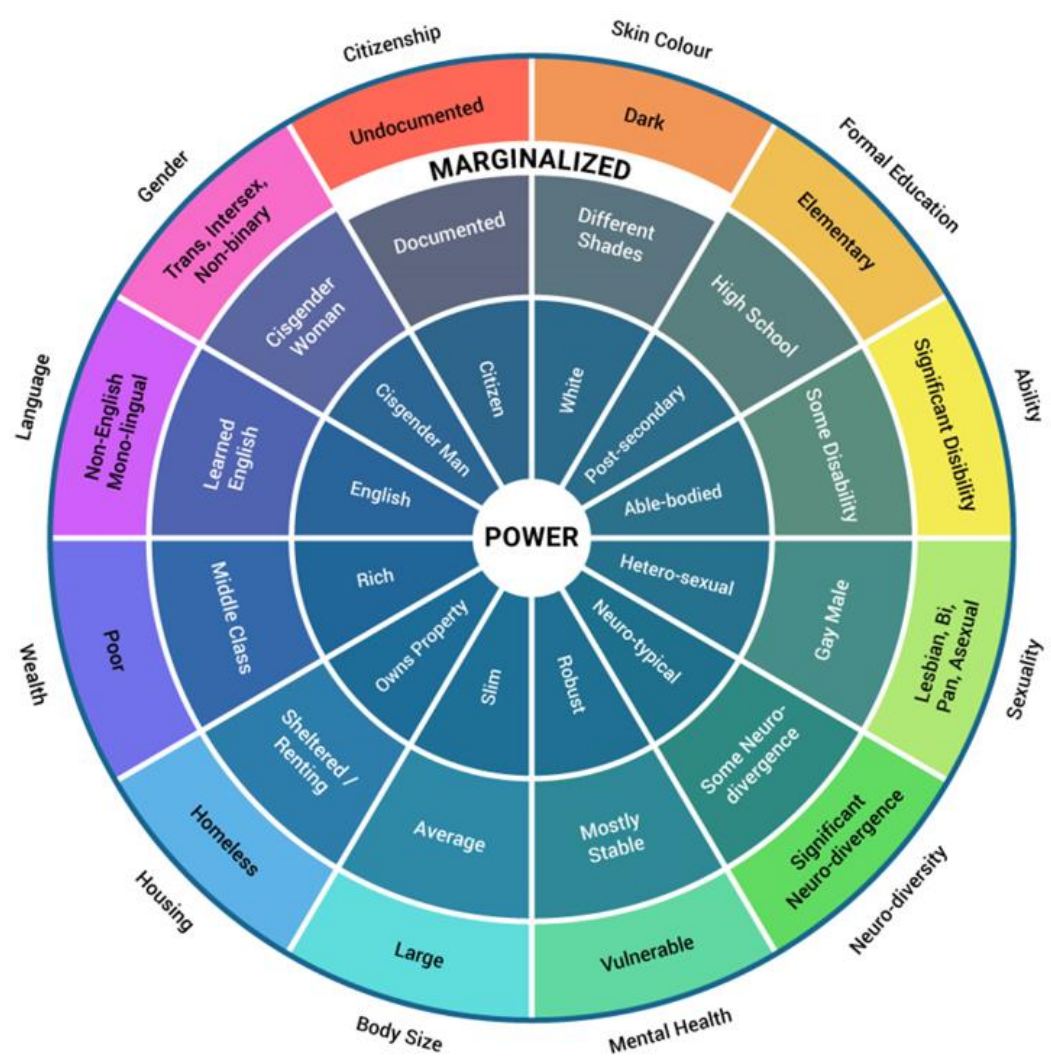 Citizenship
Skin Colour
Formal Education
Ability
Sexuality
Neuro-diversity
Mental Health
Body Size
Housing
Wealth
Language
Gender
Undocumented
Dark
Elementary
Significant Disibility
Lesbian, Bi,
Pan, Asexual
Significant
Neuro-divergence
Vulnerable
Large
Homeless
Poor
Non-English
Mono-lingual
Trans, Intersex,
Non-binary
MARGINALIZED
Documented
Different
Shades
High School
Some Disability
Gay Male
Some Neuro-
divergence
Mostly
Stable
Average
Sheltered /
Renting
Middle Class
Learned
English
Cisgender
Woman
Citizen
White
Post-secondary
Able-bodied
Hetero-sexual
Neuro-typical
Robust
Slim
Owns Property
Rich
English
Cisgender Man
POWER